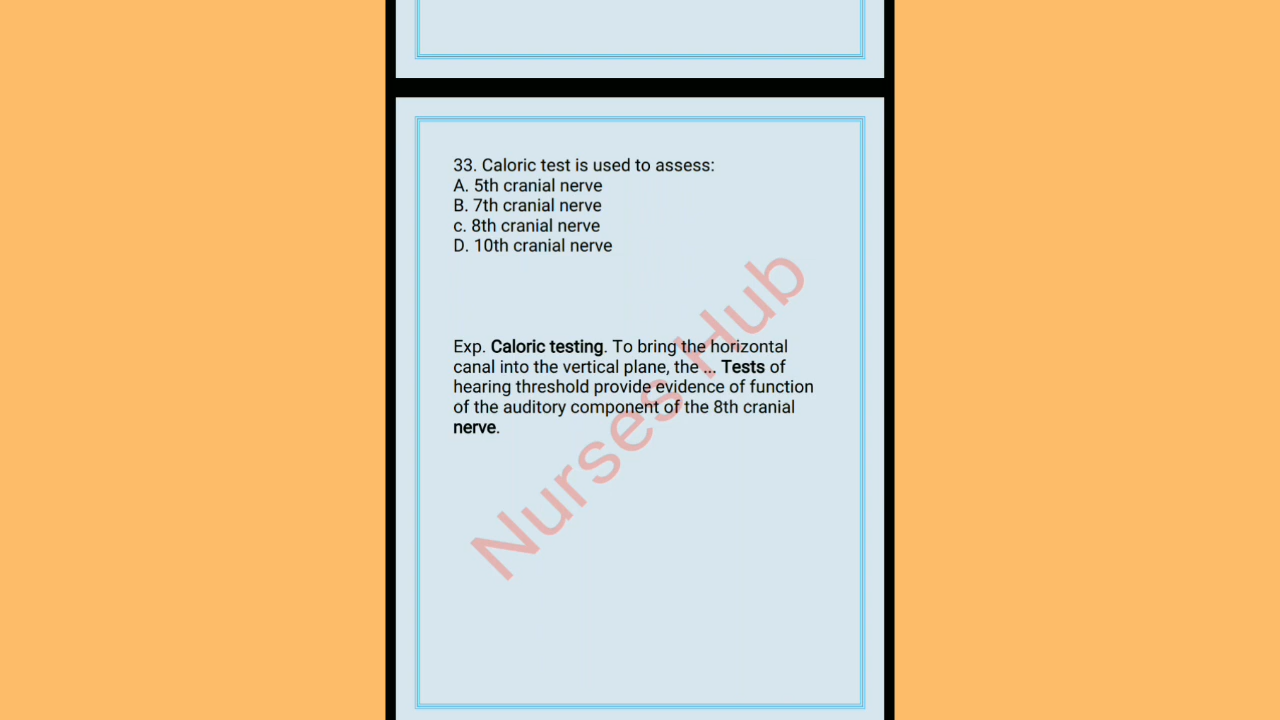 33. Caloric test is used to assess:
A. 5th cranial nerve
B. 7th cranial nerve
c. 8th cranial nerve
D. 10th cranial nerve
Exp. Caloric testing. To bring the horizontal
canal into the vertical plane, the ... Tests of
hearing threshold provide evidence of function
of the auditory component of the 8th cranial
nerve.
Nurses Hub